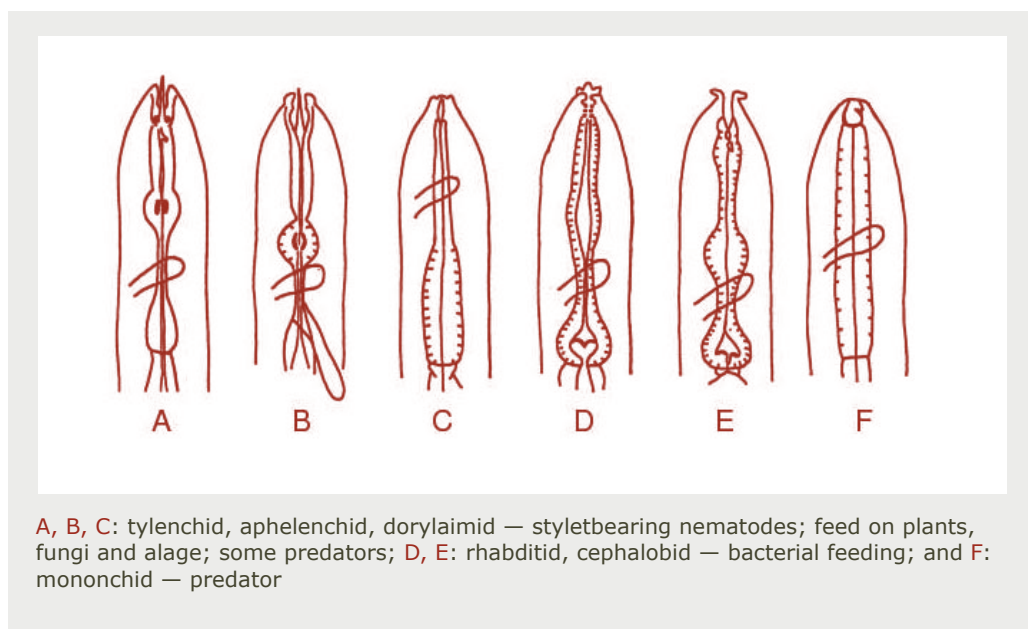 A B C D E F
A, B, C: tylenchid, aphelenchid, dorylaimid — styletbearing nematodes; feed on plants,
fungi and alage; some predators; D, E: rhabditid, cephalobid — bacterial feeding; and F:
mononchid — predator